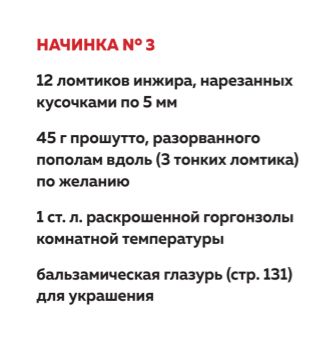 НАЧИНКА № 3
12 ломтиков инжира, нарезанных
кусочками по 5 мм
45 г прошутто, разорванного
пополам вдоль (3 тонких ломтика)
по желанию
1 ст. л. раскрошенной горгонзолы
комнатной температуры
бальзамическая глазурь (стр. 131)
для украшения